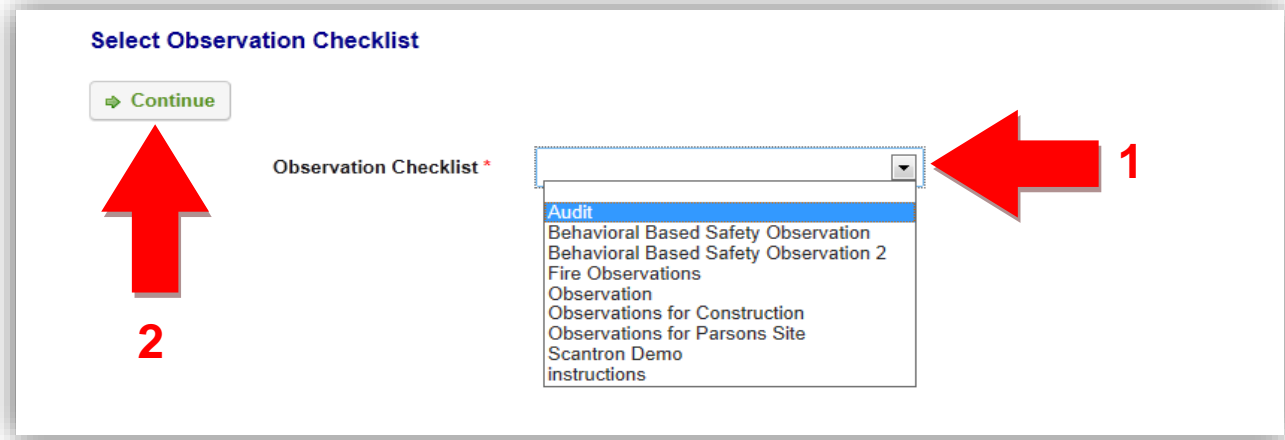 Select Observation Checklist
Continue
Observation Checklist *
1
Audit
Behavioral Based Safety Observation
Behavioral Based Safety Observation 2
Fire Observations
Observation
Observations for Construction
Observations for Parsons Site
Scantron Demo
instructions
2